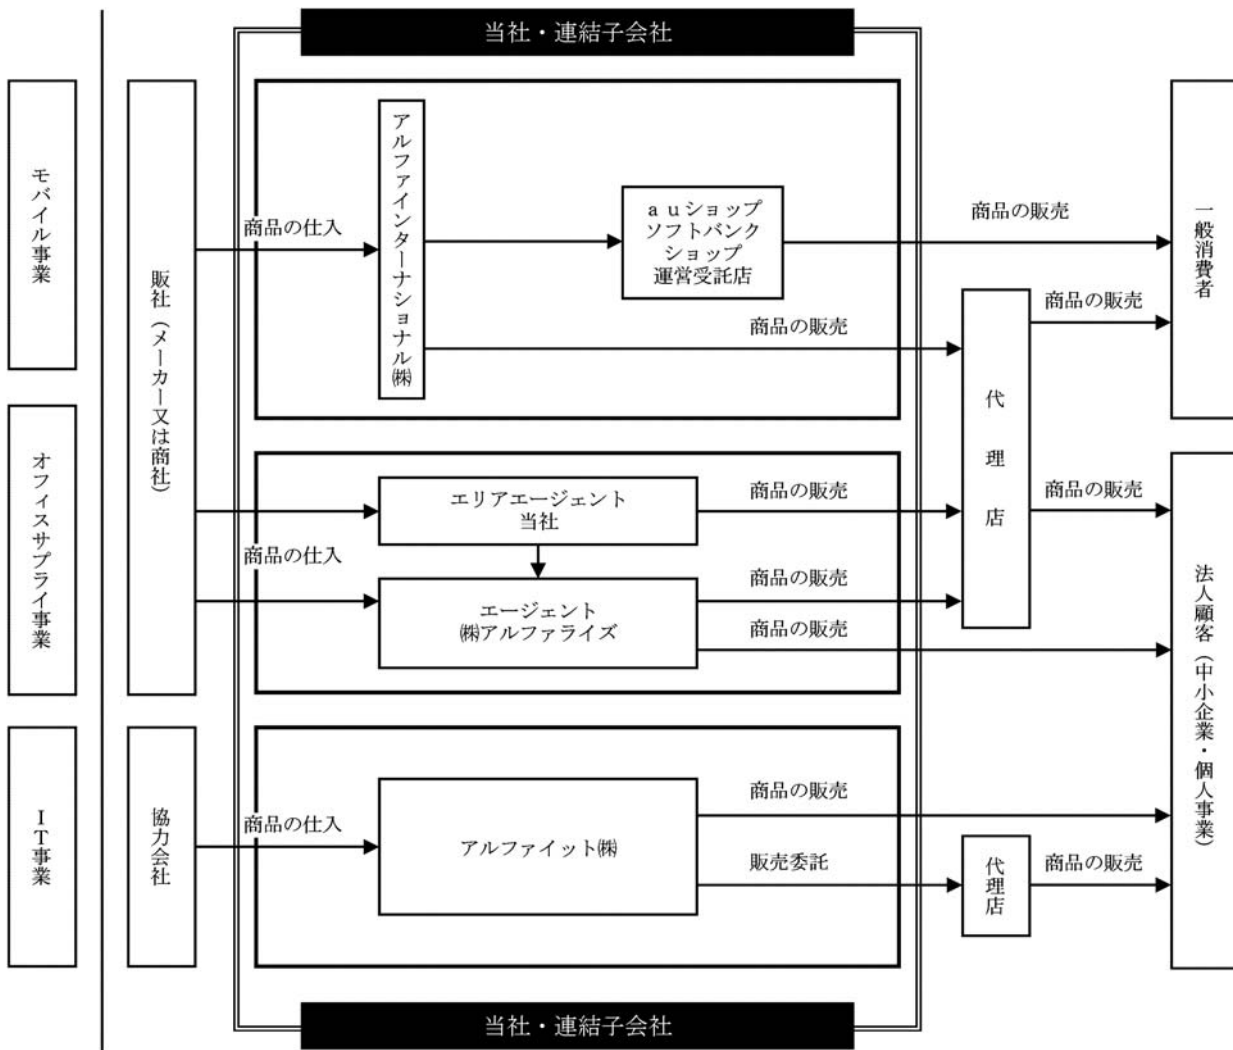 当社・連結子会社
モバイル事業
オフィスサプライ事業
IT事業
販社（メーカー又は商社）
協力会社
商品の仕入
アルファインターナショナル㈱
auショップ
ソフトバンク
ショップ
運営受託店
商品の販売
商品の販売
代理店
商品の販売
一般消費者
商品の仕入
エリアエージェント
当社
商品の販売
エージェント
㈱アルファライズ
商品の販売
商品の販売
商品の販売
法人顧客（中小企業・個人事業）
商品の仕入
アルファイット㈱
商品の販売
販売委託
代理店
商品の販売
当社・連結子会社